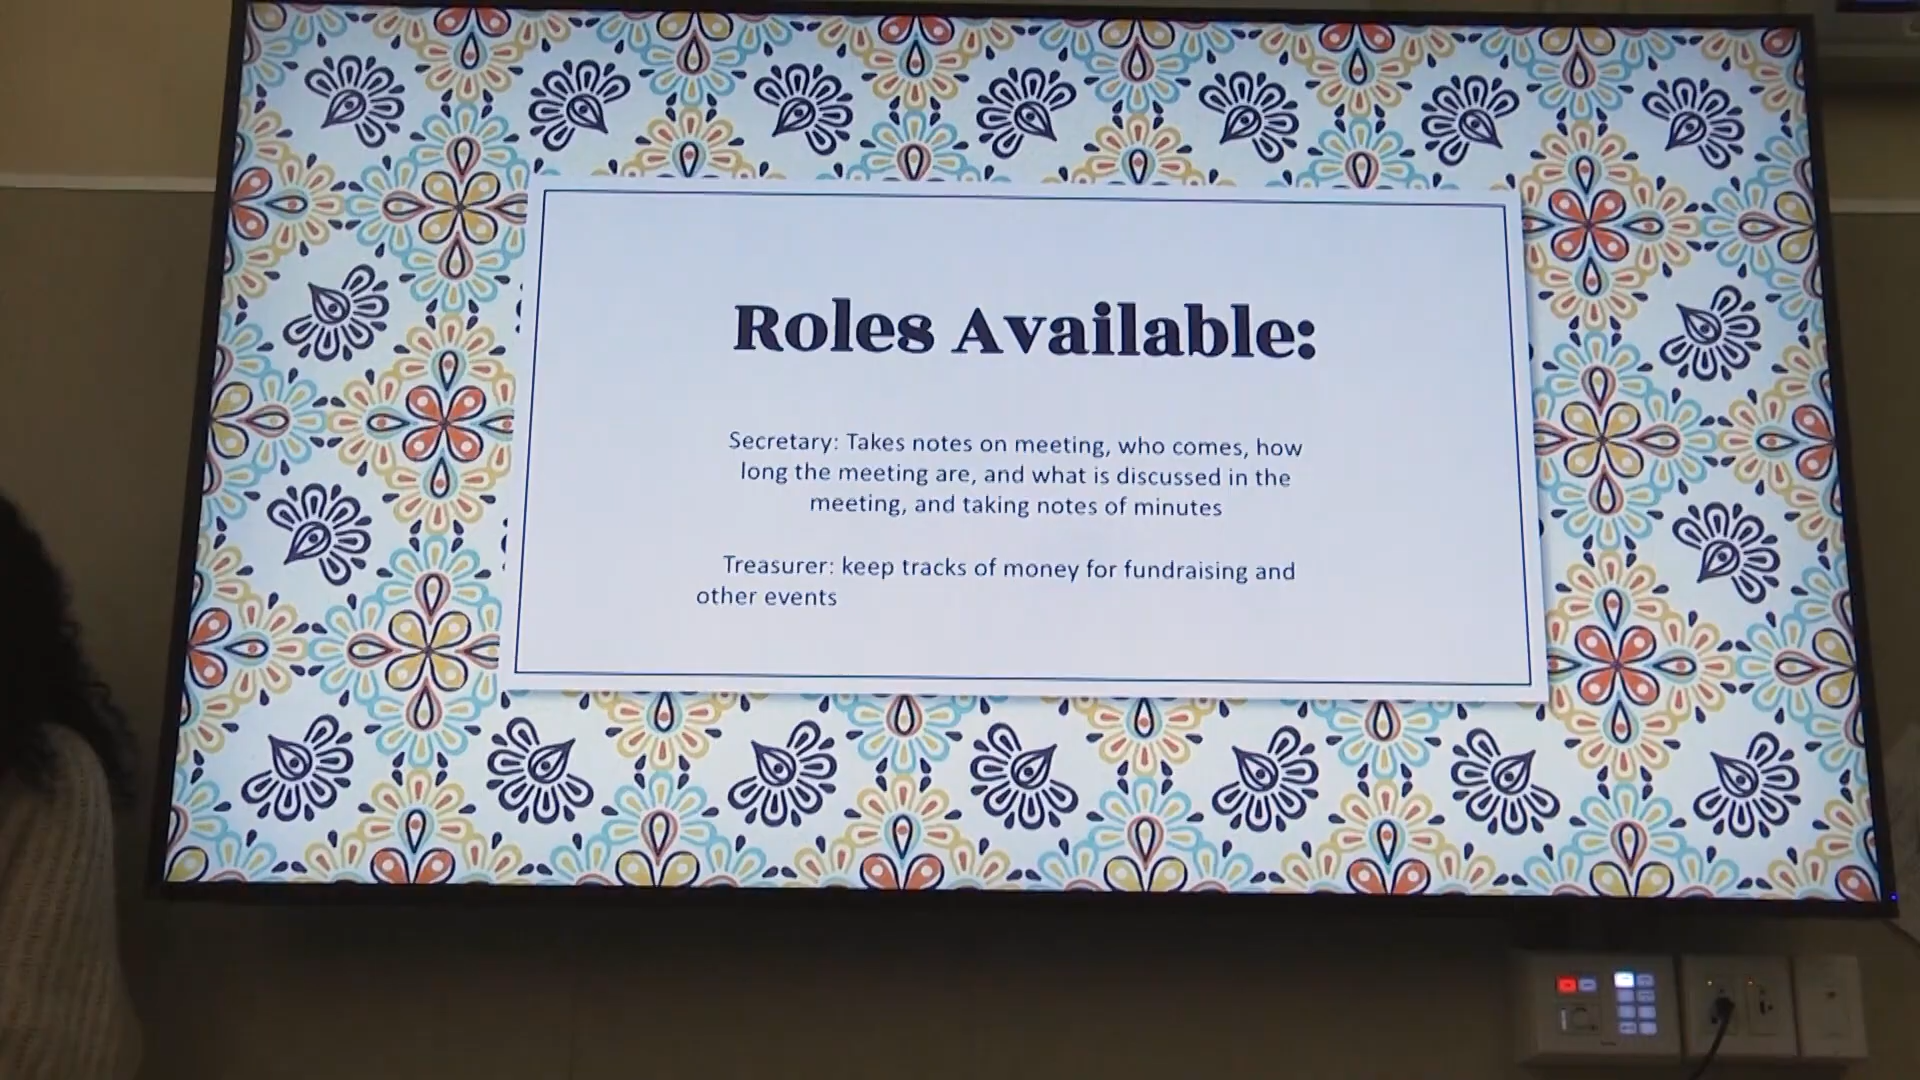 Roles Available:
Secretary: Takes notes on meeting, who comes, how
long the meeting are, and what is discussed in the
meeting, and taking notes of minutes
Treasurer: keep tracks of money for fundraising and
other events